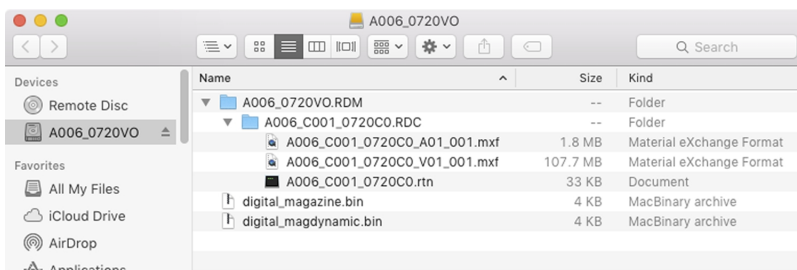 A006_0720VO
Search
Name Size Kind
Devices
Remote Disc
A006_0720VO
Favorites
All My Files
iCloud Drive
AirDrop
Applications
A006_0720VO.RDM -- Folder
A006_C001_0720C0.RDC -- Folder
A006_C001_0720C0_A01_001.mxf 1.8 MB Material eXchange Format
A006_C001_0720C0_V01_001.mxf 107.7 MB Material eXchange Format
A006_C001_0720C0.rtn 33 KB Document
digital_magazine.bin 4 KB MacBinary archive
digital_magdynamic.bin 4 KB MacBinary archive